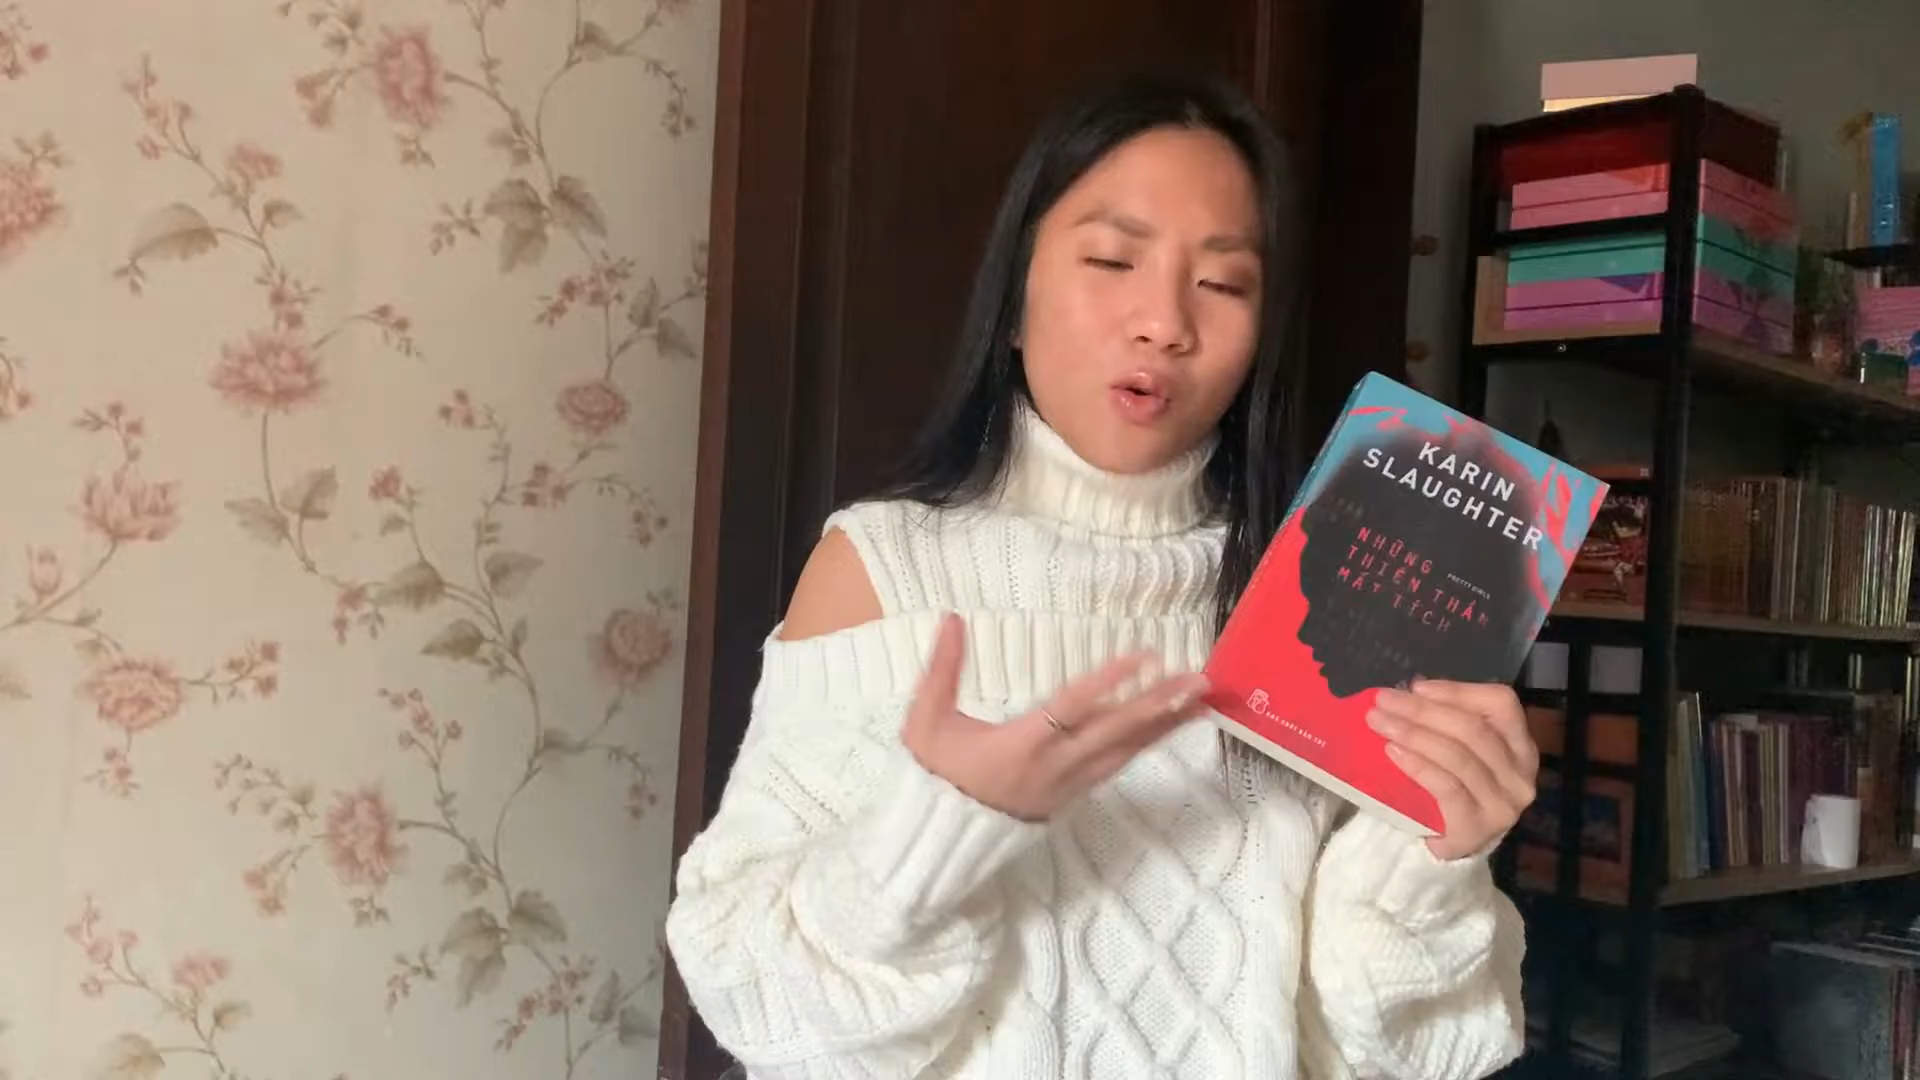 KARIN
SLAUGHTER
NHỮNG
THIÊN THẦN
MẤT TÍCH
PRETTY GIRLS